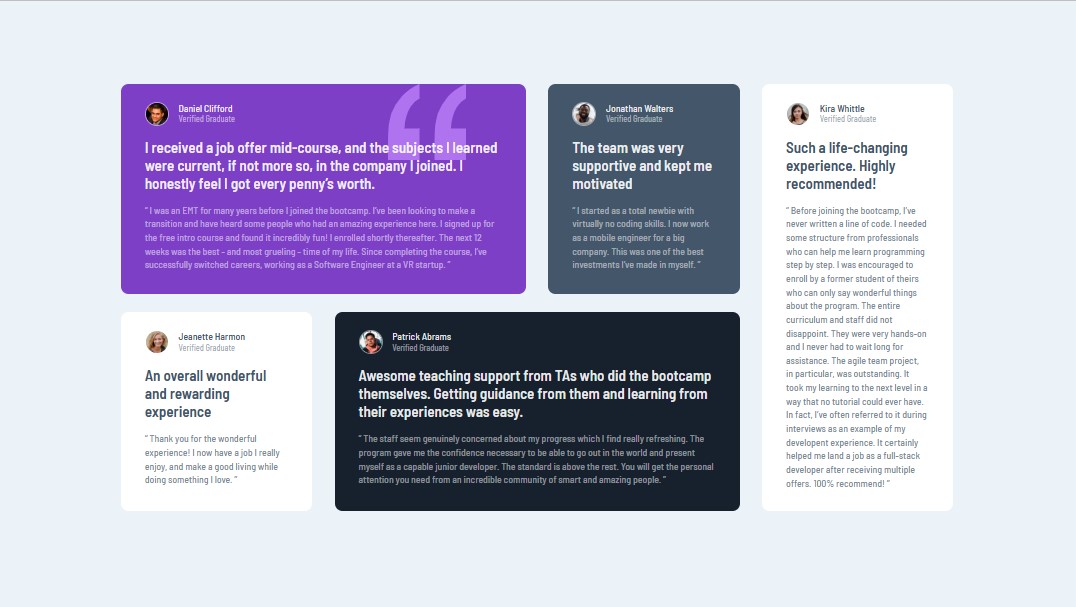 Daniel Clifford
Verified Graduate
I received a job offer mid-course, and the subjects I learned
were current, if not more so, in the company I joined. I
honestly feel I got every penny’s worth.
“ I was an EMT for many years before I joined the bootcamp. I’ve been looking to make a
transition and have heard some people who had an amazing experience here. I signed up for
the free intro course and found it incredibly fun! I enrolled shortly thereafter. The next 12
weeks was the best – and most grueling – time of my life. Since completing the course, I’ve
successfully switched careers, working as a Software Engineer at a VR startup. ”
Jonathan Walters
Verified Graduate
The team was very
supportive and kept me
motivated
“ I started as a total newbie with
virtually no coding skills. I now work
as a mobile engineer for a big
company. This was one of the best
investments I’ve made in myself. ”
Kira Whittle
Verified Graduate
Such a life-changing
experience. Highly
recommended!
“ Before joining the bootcamp, I’ve
never written a line of code. I needed
some structure from professionals
who can help me learn programming
step by step. I was encouraged to
enroll by a former student of theirs
who can only say wonderful things
about the program. The entire
curriculum and staff did not
disappoint. They were very hands-on
and I never had to wait long for
assistance. The agile team project,
in particular, was outstanding. It
took my learning to the next level in a
way that no tutorial could ever have.
In fact, I’ve often referred to it during
interviews as an example of my
developent experience. It certainly
helped me land a job as a full-stack
developer after receiving multiple
offers. 100% recommend! ”
Jeanette Harmon
Verified Graduate
An overall wonderful
and rewarding
experience
“ Thank you for the wonderful
experience! I now have a job I really
enjoy, and make a good living while
doing something I love. ”
Patrick Abrams
Verified Graduate
Awesome teaching support from TAs who did the bootcamp
themselves. Getting guidance from them and learning from
their experiences was easy.
“ The staff seem genuinely concerned about my progress which I find really refreshing. The
program gave me the confidence necessary to be able to go out in the world and present
myself as a capable junior developer. The standard is above the rest. You will get the personal
attention you need from an incredible community of smart and amazing people. ”